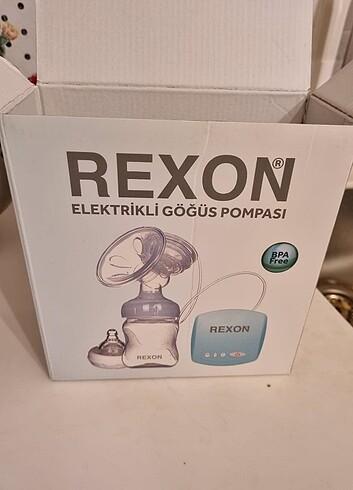 REXON®
ELEKTRİKLİ GÖĞÜS POMPASI
BPA
Free
REXON
REXON